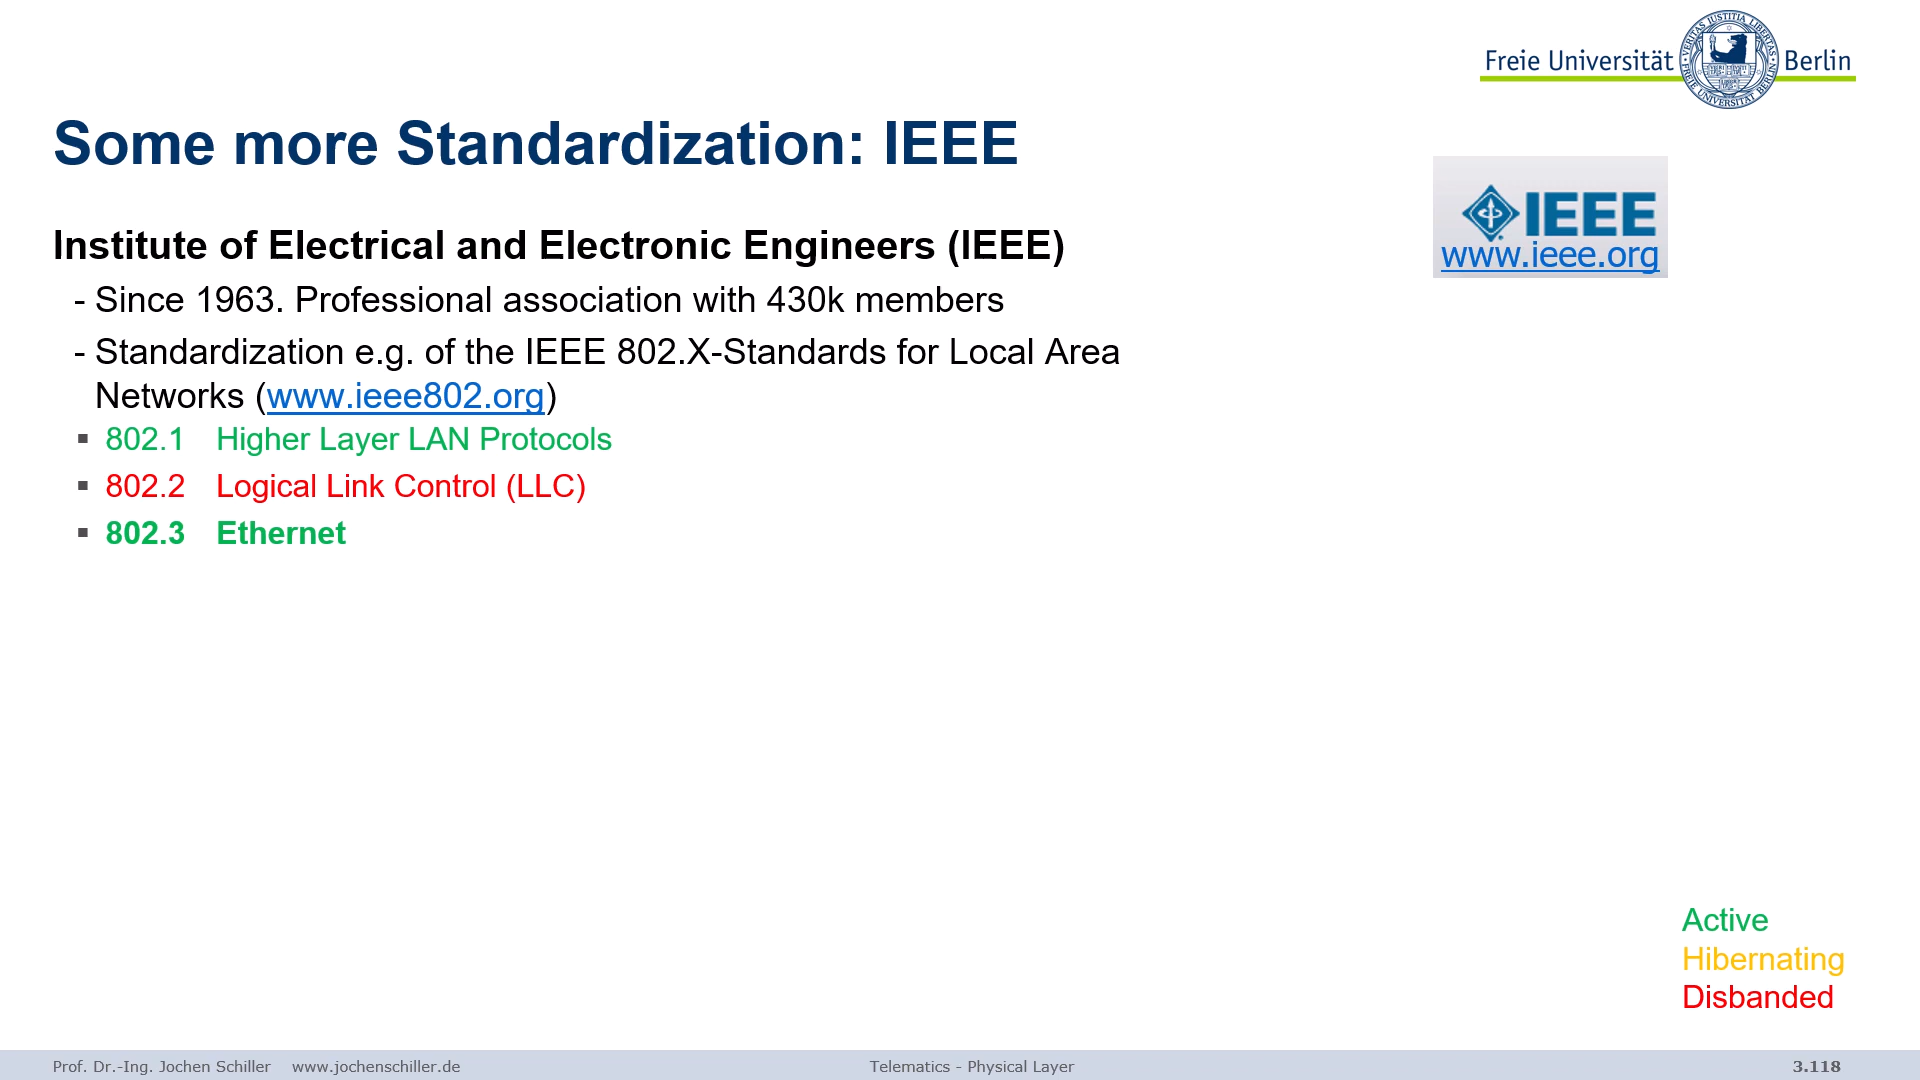 Freie Universität Berlin
Some more Standardization: IEEE
IEEE
www.ieee.org
Institute of Electrical and Electronic Engineers (IEEE)
- Since 1963. Professional association with 430k members
- Standardization e.g. of the IEEE 802.X-Standards for Local Area
Networks (www.ieee802.org)
▪ 802.1 Higher Layer LAN Protocols
▪ 802.2 Logical Link Control (LLC)
▪ 802.3 Ethernet
Active
Hibernating
Disbanded
Prof. Dr.-Ing. Jochen Schiller www.jochenschiller.de Telematics - Physical Layer 3.118